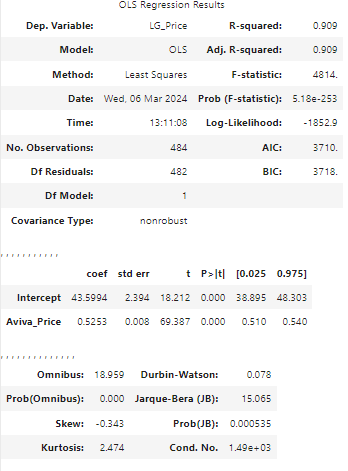 OLS Regression Results
Dep. Variable: LG_Price R-squared: 0.909
Model: OLS Adj. R-squared: 0.909
Method: Least Squares F-statistic: 4814.
Date: Wed, 06 Mar 2024 Prob (F-statistic): 5.18e-253
Time: 13:11:08 Log-Likelihood: -1852.9
No. Observations: 484 AIC: 3710.
Df Residuals: 482 BIC: 3718.
Df Model: 1
Covariance Type: nonrobust
, , , , , , , , , , ,
coef std err t P>|t| [0.025 0.975]
Intercept 43.5994 2.394 18.212 0.000 38.895 48.303
Aviva_Price 0.5253 0.008 69.387 0.000 0.510 0.540
, , , , , , , , , , , , , ,
Omnibus: 18.959 Durbin-Watson: 0.078
Prob(Omnibus): 0.000 Jarque-Bera (JB): 15.065
Skew: -0.343 Prob(JB): 0.000535
Kurtosis: 2.474 Cond. No. 1.49e+03